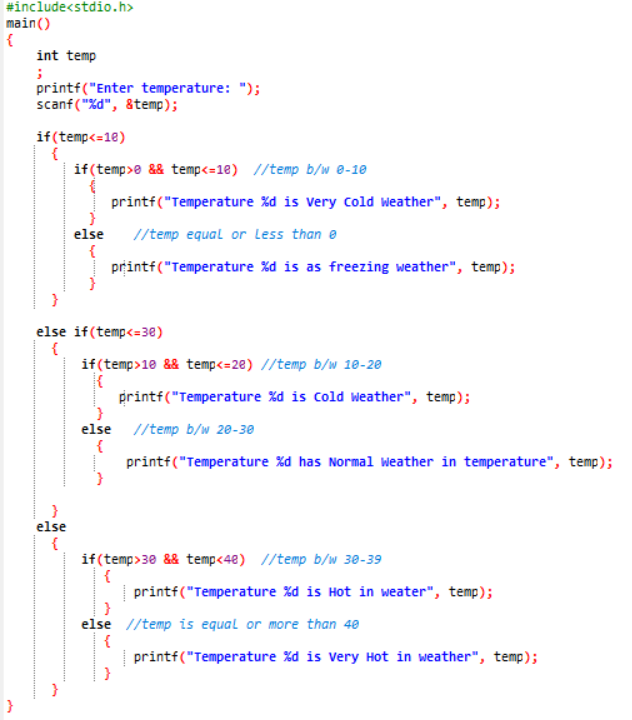 #include<stdio.h>
main()
{
int temp
;
printf("Enter temperature: ");
scanf("%d", &temp);
if(temp<=10)
{
if(temp>0 && temp<=10) //temp b/w 0-10
{
printf("Temperature %d is Very Cold Weather", temp);
}
else //temp equal or Less than 0
{
printf("Temperature %d is as freezing weather", temp);
}
}
else if(temp<=30)
{
if(temp>10 && temp<=20) //temp b/w 10-20
{
printf("Temperature %d is Cold Weather", temp);
}
else //temp b/w 20-30
{
printf("Temperature %d has Normal Weather in temperature", temp);
}
}
else
{
if(temp>30 && temp<40) //temp b/w 30-39
{
printf("Temperature %d is Hot in weater", temp);
}
else //temp is equal or more than 40
{
printf("Temperature %d is Very Hot in weather", temp);
}
}
}